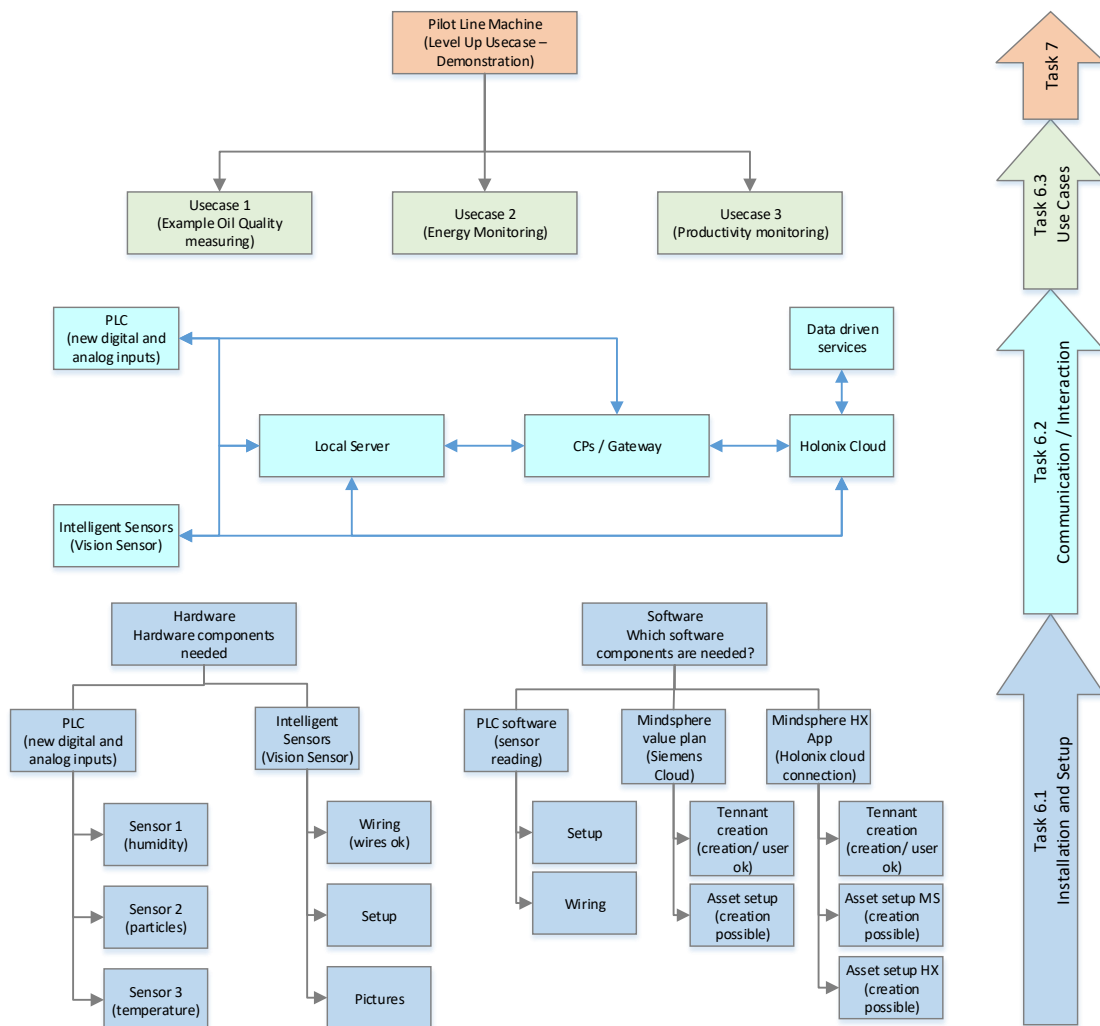 Pilot Line Machine
(Level Up Usecase –
Demonstration)
Task 7
Usecase 1
(Example Oil Quality
measuring)
Usecase 2
(Energy Monitoring)
Usecase 3
(Productivity monitoring)
Task 6.3
Use Cases
PLC
(new digital and
analog inputs)
Data driven
services
Local Server
CPs / Gateway
Holonix Cloud
Intelligent Sensors
(Vision Sensor)
Task 6.2
Communication / Interaction
Hardware
Hardware components
needed
Software
Which software
components are needed?
PLC
(new digital and
analog inputs)
Intelligent
Sensors
(Vision Sensor)
PLC software
(sensor
reading)
Mindsphere
value plan
(Siemens
Cloud)
Mindsphere HX
App
(Holonix cloud
connection)
Sensor 1
(humidity)
Sensor 2
(particles)
Sensor 3
(temperature)
Wiring
(wires ok)
Setup
Pictures
Setup
Wiring
Tennant
creation
(creation/ user
ok)
Asset setup
(creation
possible)
Tennant
creation
(creation/ user
ok)
Asset setup MS
(creation
possible)
Asset setup HX
(creation
possible)
Task 6.1
Installation and Setup